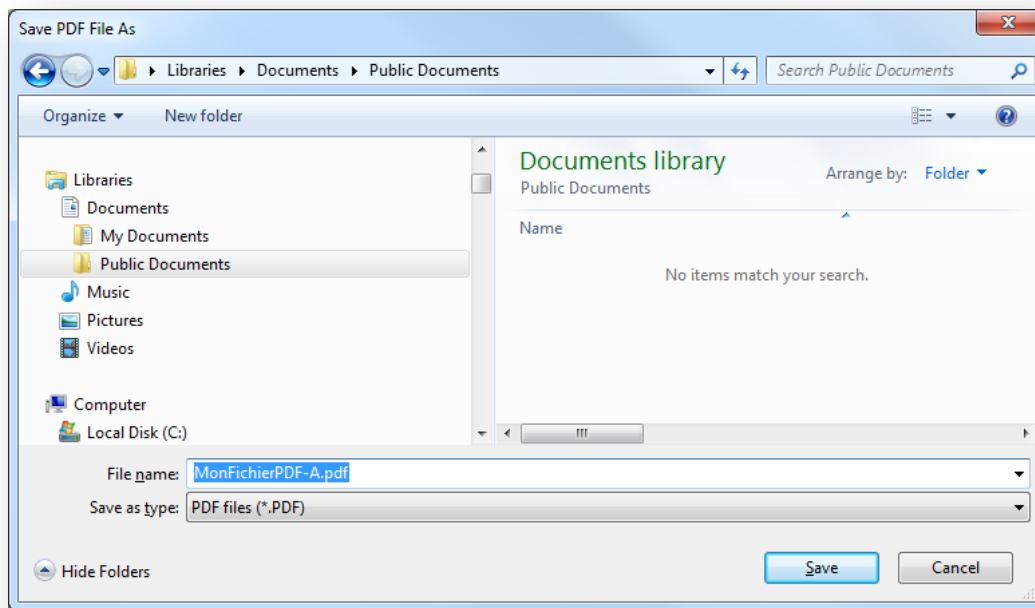 Save PDF File As
Libraries Documents Public Documents
Search Public Documents
Organize New folder
Documents library
Public Documents
Arrange by: Folder
Name
No items match your search.
Libraries
Documents
My Documents
Public Documents
Music
Pictures
Videos
Computer
Local Disk (C:)
File name: MonFichierPDF-A.pdf
Save as type: PDF files (*.PDF)
Hide Folders
Save
Cancel